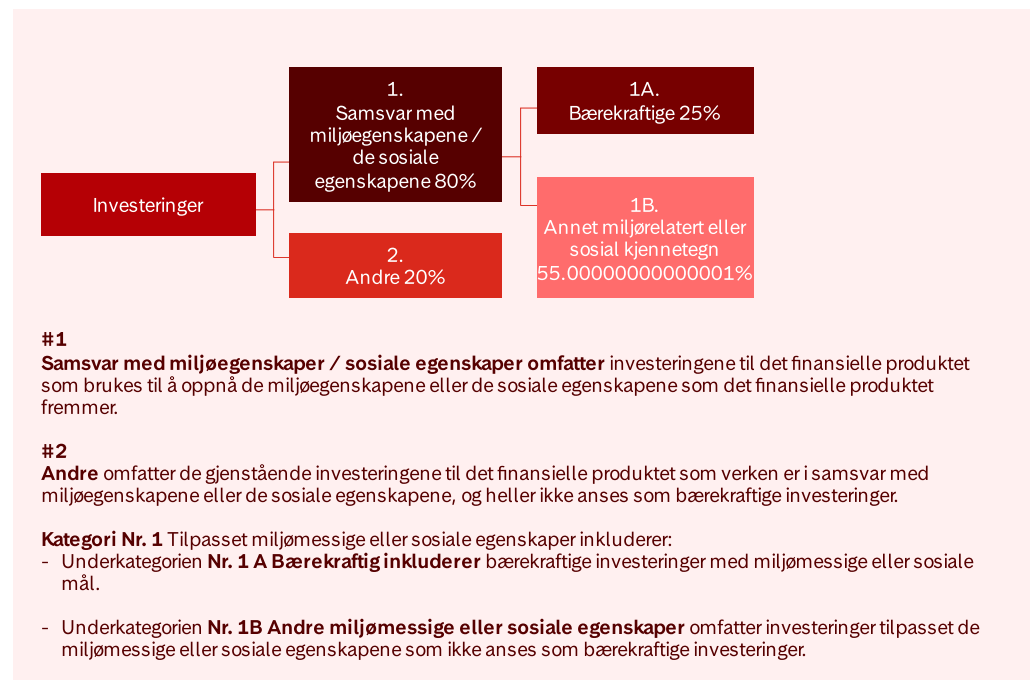 Investeringer
1.
Samsvar med
miljøegenskapene /
de sosiale
egenskapene 80%
2.
Andre 20%
1A.
Bærekraftige 25%
1B.
Annet miljørelatert eller
sosial kjennetegn
55.00000000000001%
#1
Samsvar med miljøegenskaper / sosiale egenskaper omfatter investeringene til det finansielle produktet
som brukes til å oppnå de miljøegenskapene eller de sosiale egenskapene som det finansielle produktet
fremmer.
#2
Andre omfatter de gjenstående investeringene til det finansielle produktet som verken er i samsvar med
miljøegenskapene eller de sosiale egenskapene, og heller ikke anses som bærekraftige investeringer.
Kategori Nr. 1 Tilpasset miljømessige eller sosiale egenskaper inkluderer:
- Underkategorien Nr. 1 A Bærekraftig inkluderer bærekraftige investeringer med miljømessige eller sosiale
mål.
- Underkategorien Nr. 1B Andre miljømessige eller sosiale egenskaper omfatter investeringer tilpasset de
miljømessige eller sosiale egenskapene som ikke anses som bærekraftige investeringer.